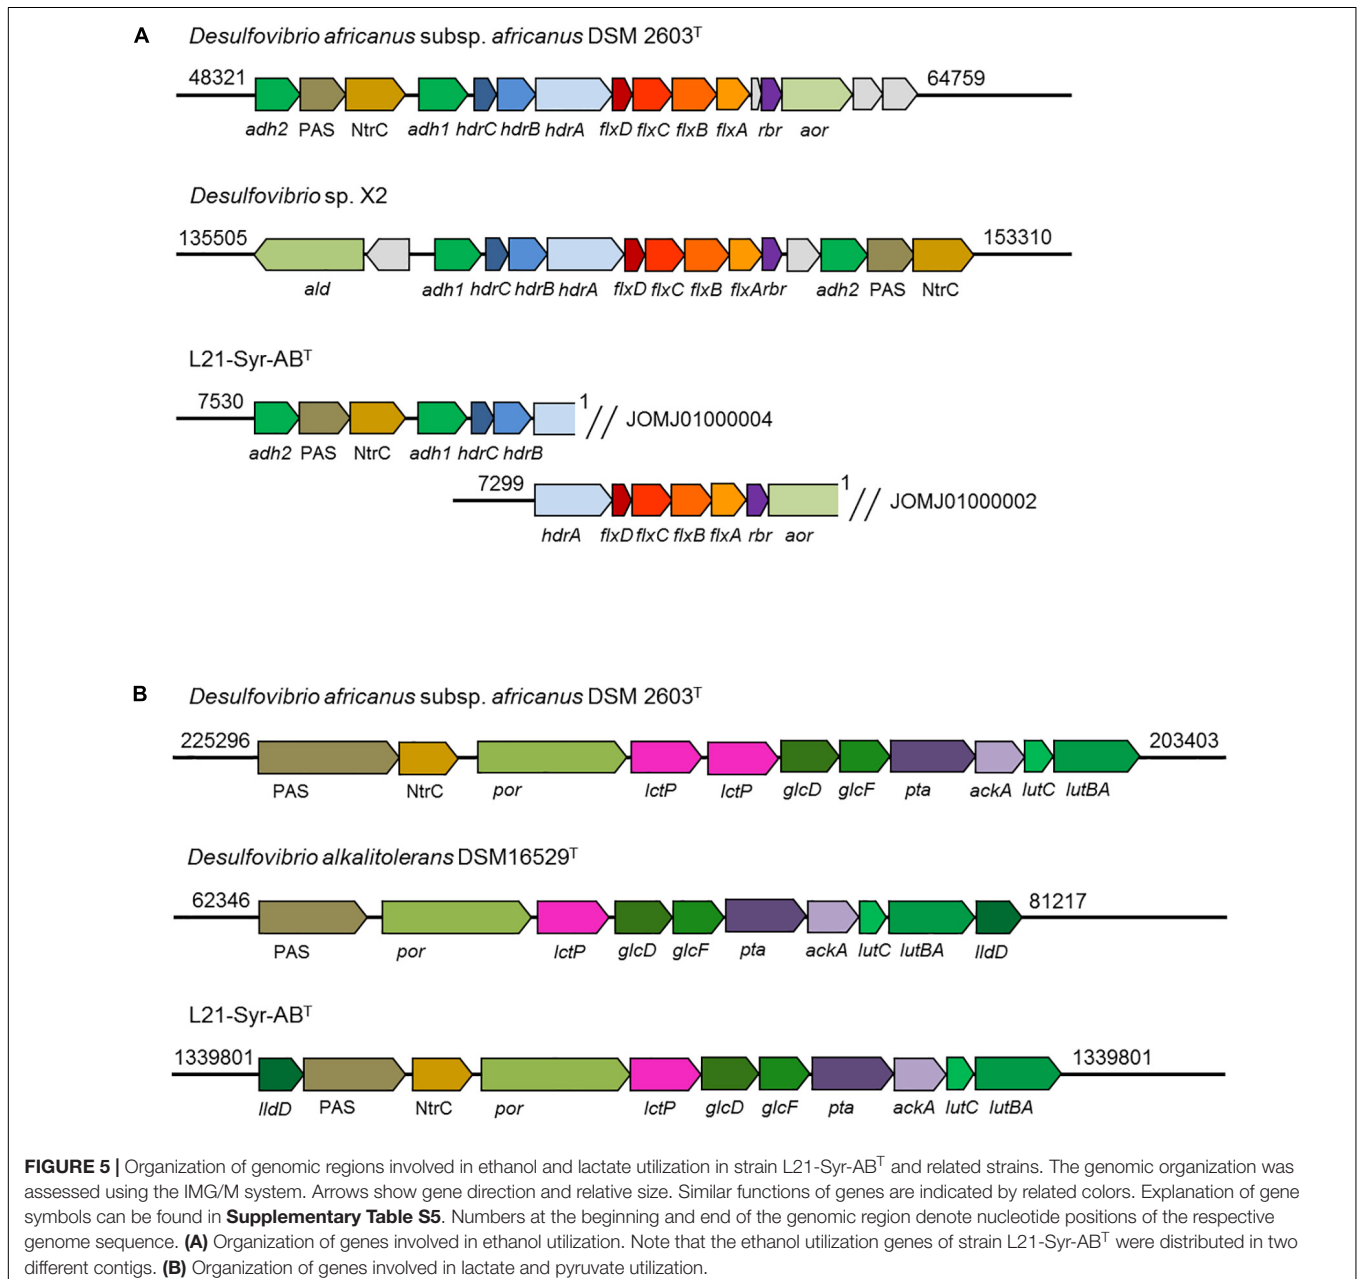 A Desulfovibrio africanus subsp. africanus DSM 2603T
48321 64759
adh2 PAS NtrC adh1 hdrC hdrB hdrA flxD flxC flxB flxA rbr aor
Desulfovibrio sp. X2
135505 153310
ald adh1 hdrC hdrB hdrA flxD flxC flxB flxA rbr adh2 PAS NtrC
L21-Syr-ABT
7530 1 // JOMJ01000004
adh2 PAS NtrC adh1 hdrC hdrB
7299 1 // JOMJ01000002
hdrA flxD flxC flxB flxA rbr aor
B Desulfovibrio africanus subsp. africanus DSM 2603T
225296 203403
PAS NtrC por lctP lctP glcD glcF pta ackA lutC lutBA
Desulfovibrio alkalitolerans DSM16529T
62346 81217
PAS por lctP glcD glcF pta ackA lutC lutBA lldD
L21-Syr-ABT
1339801 1339801
lldD PAS NtrC por lctP glcD glcF pta ackA lutC lutBA
FIGURE 5 | Organization of genomic regions involved in ethanol and lactate utilization in strain L21-Syr-ABT and related strains. The genomic organization was
assessed using the IMG/M system. Arrows show gene direction and relative size. Similar functions of genes are indicated by related colors. Explanation of gene
symbols can be found in Supplementary Table S5. Numbers at the beginning and end of the genomic region denote nucleotide positions of the respective
genome sequence. (A) Organization of genes involved in ethanol utilization. Note that the ethanol utilization genes of strain L21-Syr-ABT were distributed in two
different contigs. (B) Organization of genes involved in lactate and pyruvate utilization.